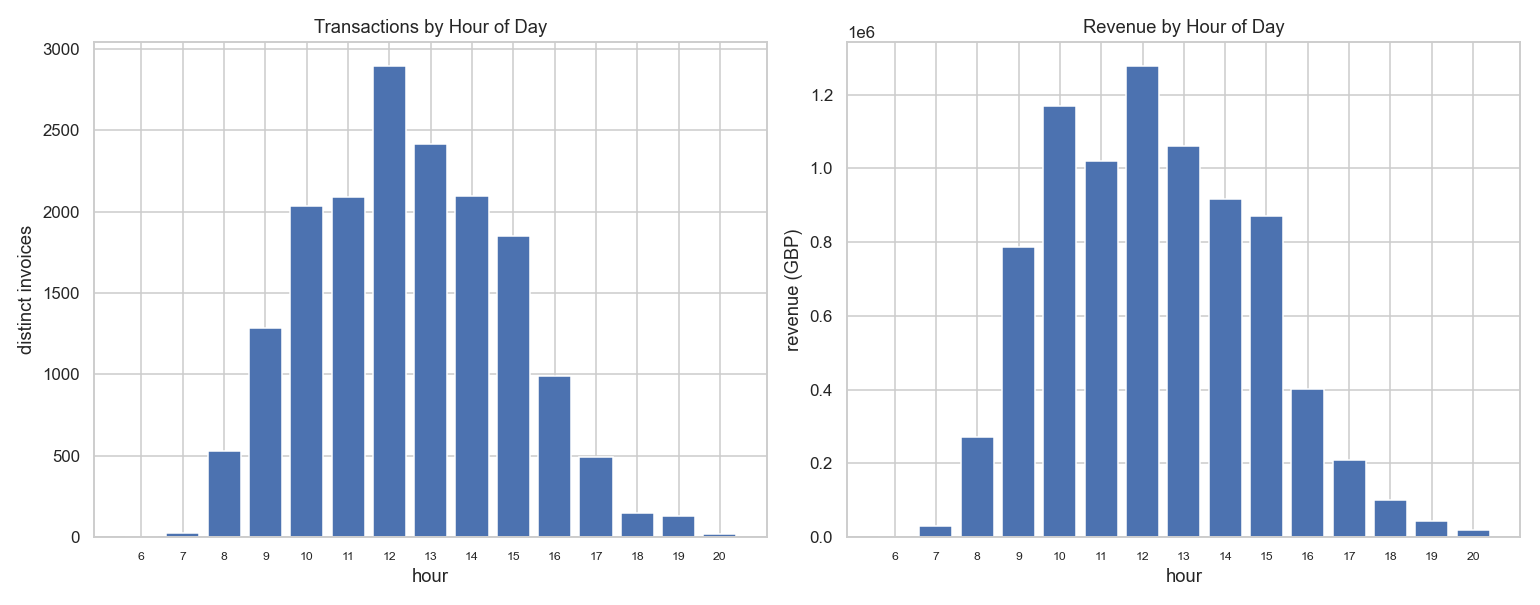 Transactions by Hour of Day
3000
2500
2000
1500
1000
500
0
distinct invoices
6 7 8 9 10 11 12 13 14 15 16 17 18 19 20
hour
Revenue by Hour of Day
1e6
1.2
1.0
0.8
0.6
0.4
0.2
0.0
revenue (GBP)
6 7 8 9 10 11 12 13 14 15 16 17 18 19 20
hour